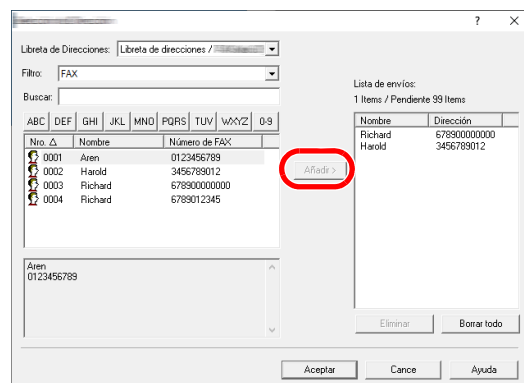 Libreta de Direcciones: Libreta de direcciones /
Filtro: FAX
Buscar:
ABC DEF GHI JKL MNO PQRS TUV WXYZ 0-9
Nro. △ Nombre Número de FAX
0001 Aren 0123456789
0002 Harold 3456789012
0003 Richard 678900000000
0004 Richard 6789012345
Aren
0123456789
Añadir >
Lista de envíos:
1 Items / Pendiente 99 Items
Nombre Dirección
Richard 678900000000
Harold 3456789012
Eliminar Borrar todo
Aceptar Cance Ayuda